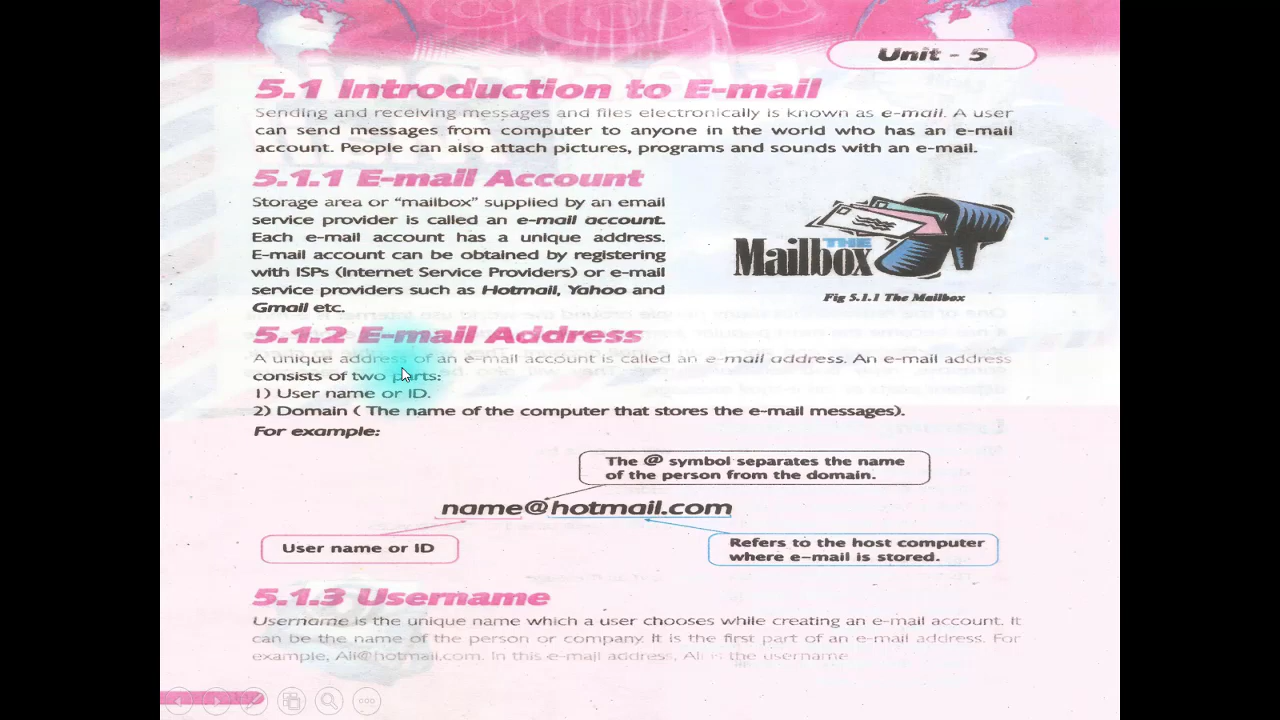 Unit - 5
5.1 Introduction to E-mail
Sending and receiving messages and files electronically is known as e-mail. A user
can send messages from computer to anyone in the world who has an e-mail
account. People can also attach pictures, programs and sounds with an e-mail.
5.1.1 E-mail Account
Storage area or “mailbox” supplied by an email
service provider is called an e-mail account.
Each e-mail account has a unique address.
E-mail account can be obtained by registering
with ISPs (Internet Service Providers) or e-mail
service providers such as Hotmail, Yahoo and
Gmail etc.
THE
Mailbox
Fig 5.1.1 The Mailbox
5.1.2 E-mail Address
A unique address of an e-mail account is called an e-mail address. An e-mail address
consists of two parts:
1) User name or ID.
2) Domain ( The name of the computer that stores the e-mail messages).
For example:
The @ symbol separates the name
of the person from the domain.
name@hotmail.com
User name or ID
Refers to the host computer
where e-mail is stored.
5.1.3 Username
Username is the unique name which a user chooses while creating an e-mail account. It
can be the name of the person or company. It is the first part of an e-mail address. For
example, Ali@hotmail.com. In this e-mail address, Ali is the username